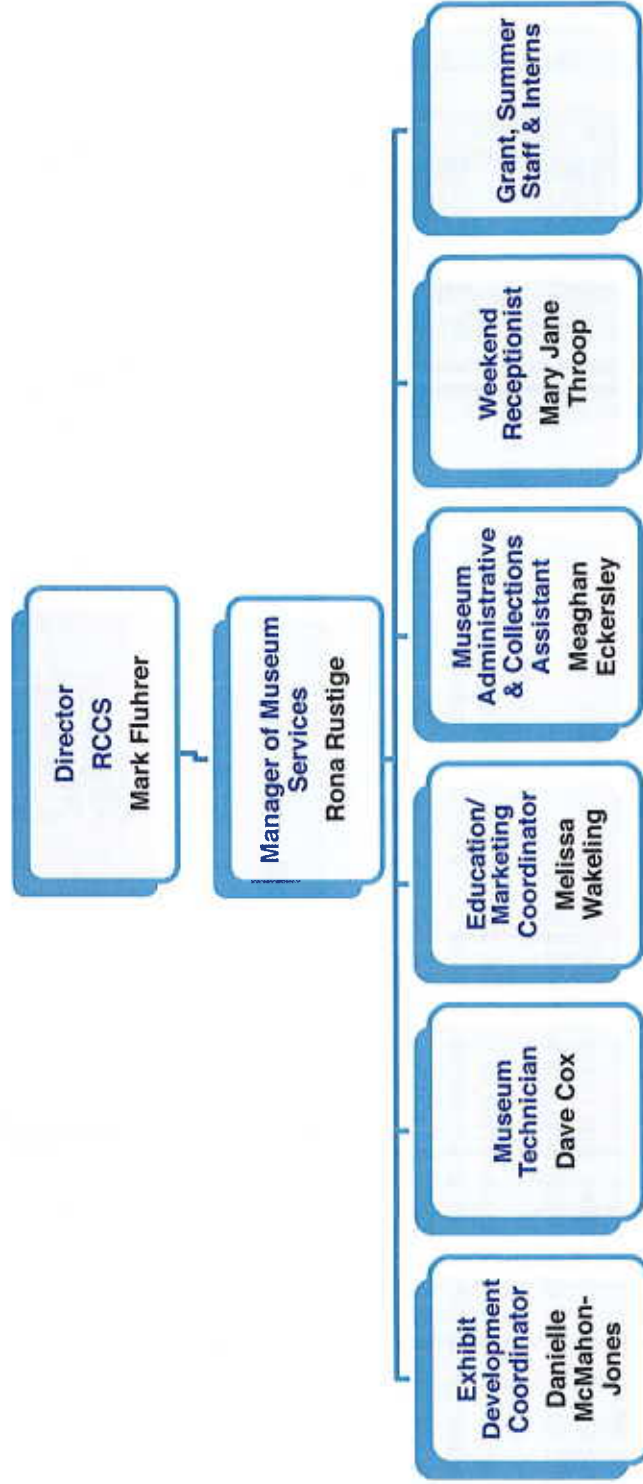 Director
RCCS
Mark Fluhrer
Manager of Museum
Services
Rona Rustige
Exhibit
Development
Coordinator
Danielle
McMahon-
Jones
Museum
Technician
Dave Cox
Education/
Marketing
Coordinator
Melissa
Wakeling
Museum
Administrative
& Collections
Assistant
Meaghan
Eckersley
Weekend
Receptionist
Mary Jane
Throop
Grant, Summer
Staff & Interns